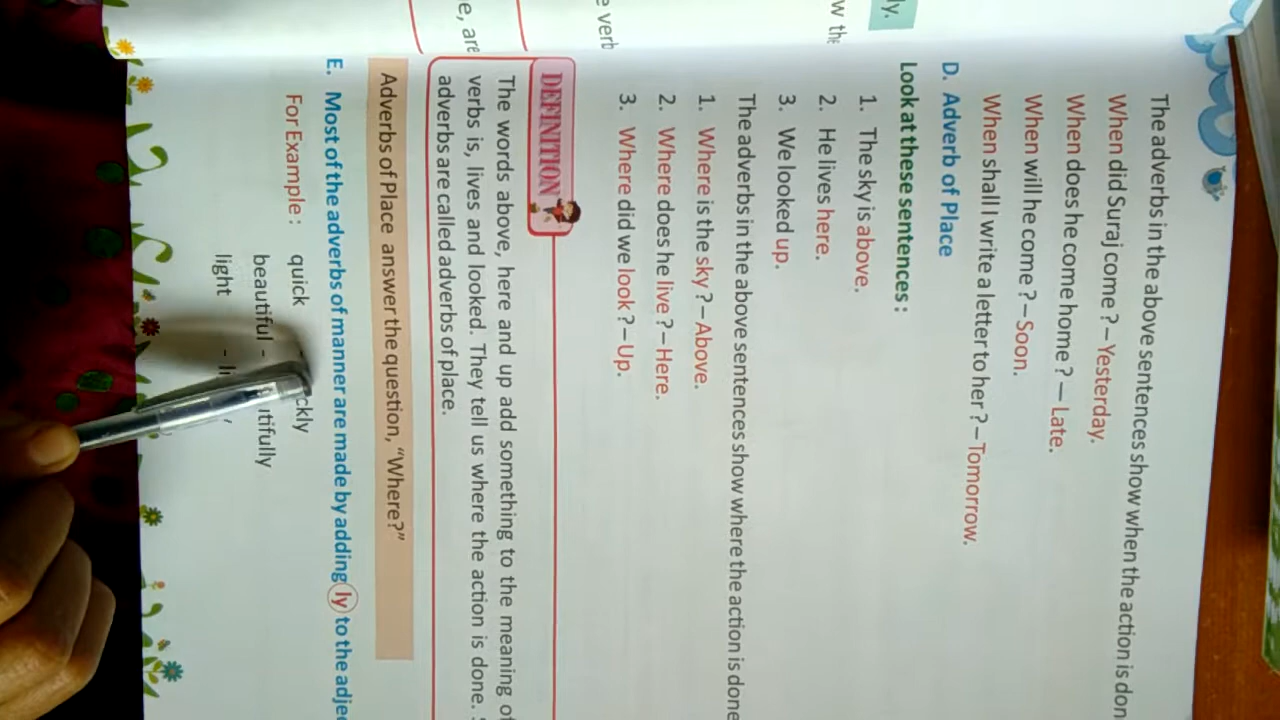 The adverbs in the above sentences show when the action is don
When did Suraj come ? – Yesterday.
When does he come home ? – Late.
When will he come ? – Soon.
When shall I write a letter to her ? – Tomorrow.
D. Adverb of Place
Look at these sentences :
1. The sky is above.
2. He lives here.
3. We looked up.
The adverbs in the above sentences show where the action is done
1. Where is the sky ? – Above.
2. Where does he live ? – Here.
3. Where did we look ? – Up.
DEFINITION
The words above, here and up add something to the meaning of
verbs is, lives and looked. They tell us where the action is done.
adverbs are called adverbs of place.
Adverbs of Place answer the question, “Where?”
E. Most of the adverbs of manner are made by adding ly to the adje
For Example : quick ckly
beautiful - tifully
light -
ly.
w the
e verb
e, are